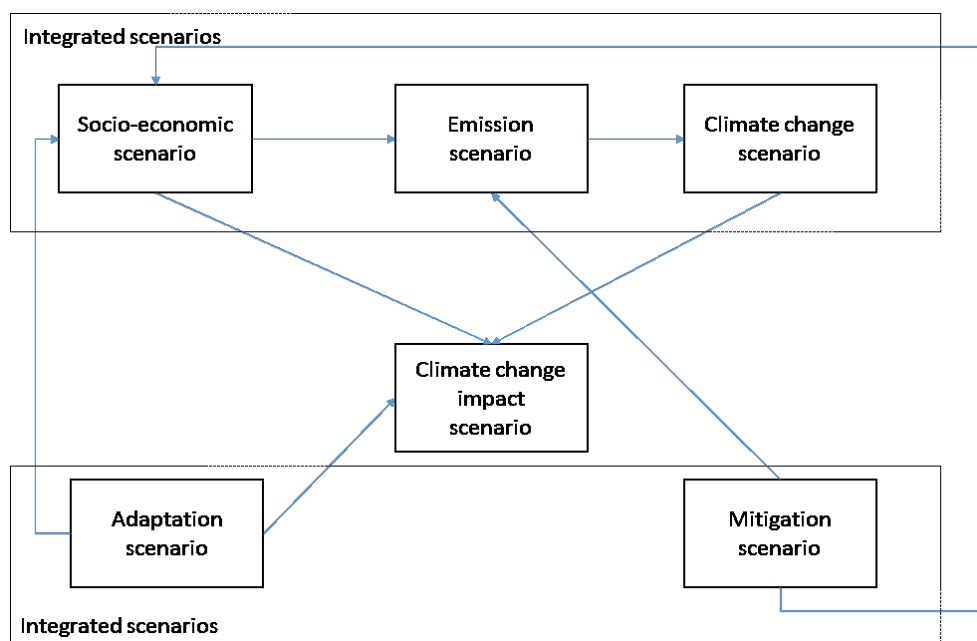 Integrated scenarios
Socio-economic
scenario
Emission
scenario
Climate change
scenario
Climate change
impact
scenario
Adaptation
scenario
Mitigation
scenario
Integrated scenarios